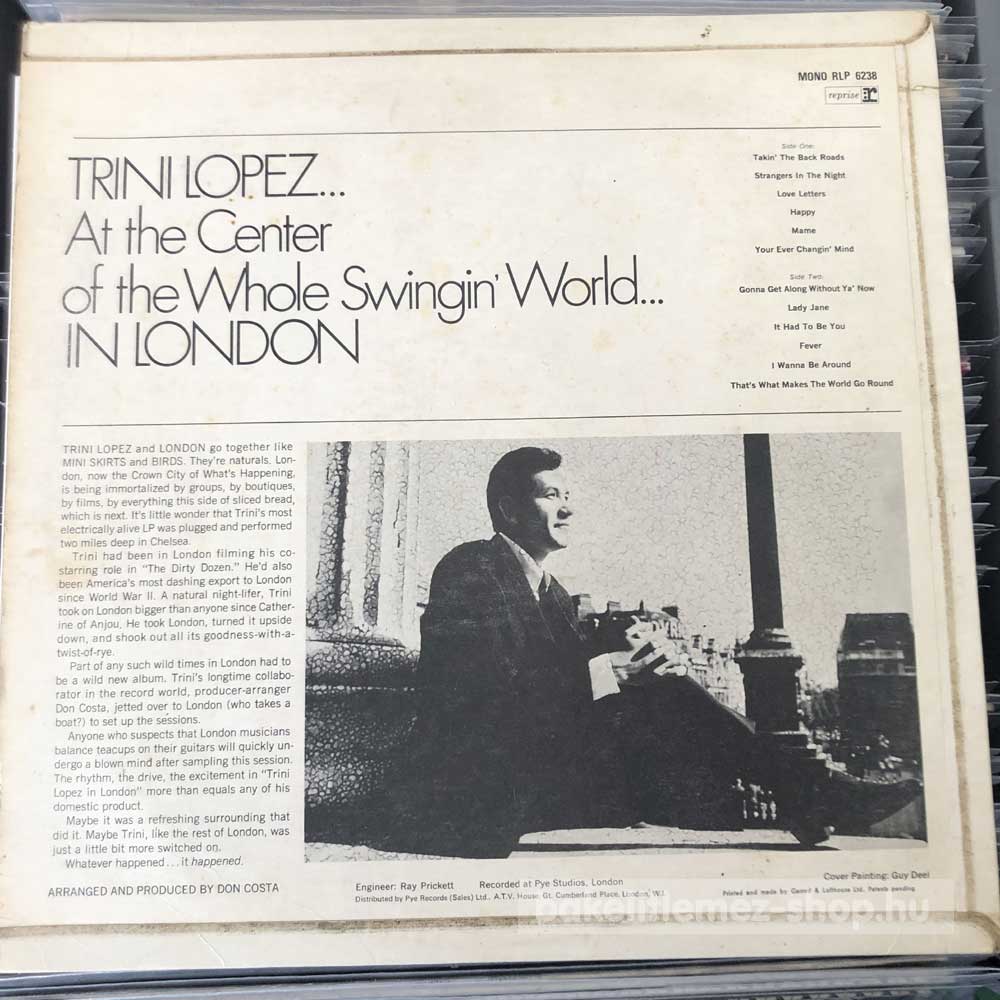 MONO RLP 6238
reprise r
TRINI LOPEZ...
At the Center
of the Whole Swingin' World...
IN LONDON
Side One:
Takin' The Back Roads
Strangers In The Night
Love Letters
Happy
Mame
Your Ever Changin' Mind
Side Two:
Gonna Get Along Without Ya' Now
Lady Jane
It Had To Be You
Fever
I Wanna Be Around
That's What Makes The World Go Round
TRINI LOPEZ and LONDON go together like
MINI SKIRTS and BIRDS. They're naturals. Lon-
don, now the Crown City of What's Happening,
is being immortalized by groups, by boutiques,
by films, by everything this side of sliced bread,
which is next. It's little wonder that Trini's most
electrically alive LP was plugged and performed
two miles deep in Chelsea.
Trini had been in London filming his co-
starring role in "The Dirty Dozen." He'd also
been America's most dashing export to London
since World War II. A natural night-lifer, Trini
took on London bigger than anyone since Cather-
ine of Anjou. He took London, turned it upside
down, and shook out all its goodness-with-a-
twist-of-rye.
Part of any such wild times in London had to
be a wild new album. Trini's longtime collabo-
rator in the record world, producer-arranger
Don Costa, jetted over to London (who takes a
boat?) to set up the sessions.
Anyone who suspects that London musicians
balance teacups on their guitars will quickly un-
dergo a blown mind after sampling this session.
The rhythm, the drive, the excitement in "Trini
Lopez in London" more than equals any of his
domestic product.
Maybe it was a refreshing surrounding that
did it. Maybe Trini, like the rest of London, was
just a little bit more switched on.
Whatever happened...it happened.
ARRANGED AND PRODUCED BY DON COSTA
Engineer: Ray Prickett Recorded at Pye Studios, London
Distributed by Pye Records (Sales) Ltd., A.T.V. House, Gt. Cumberland Place, London, W.1.
Cover Painting: Guy Deel
Printed and made by Garrod & Lofthouse Ltd. Patents pending
bakelitlemez-shop.hu